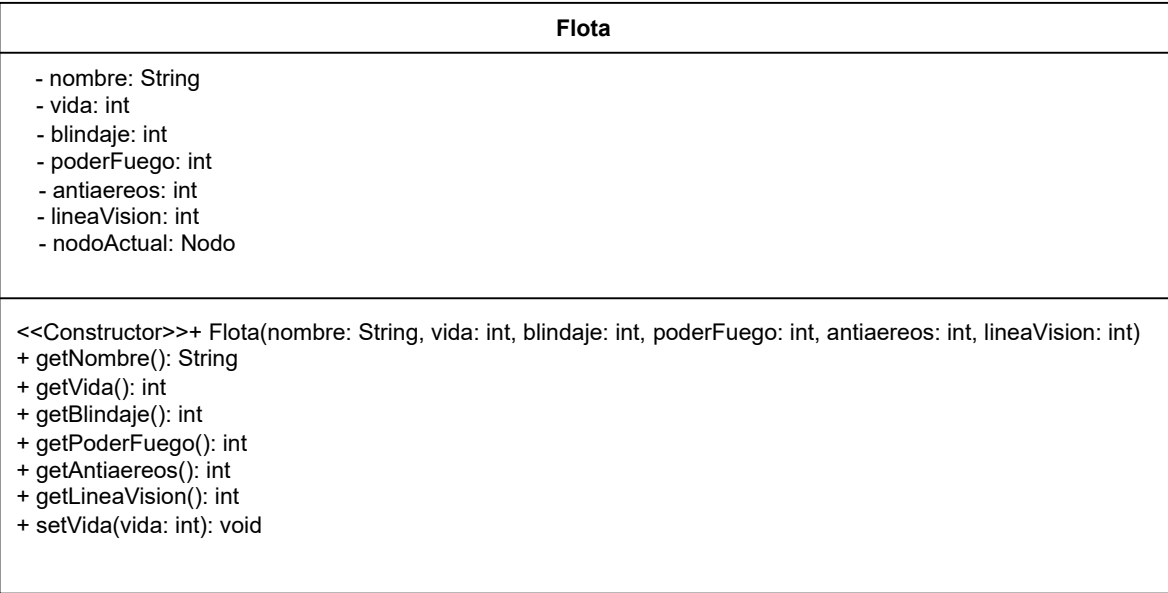 Flota
- nombre: String
- vida: int
- blindaje: int
- poderFuego: int
- antiaereos: int
- lineaVision: int
- nodoActual: Nodo
<<Constructor>>+ Flota(nombre: String, vida: int, blindaje: int, poderFuego: int, antiaereos: int, lineaVision: int)
+ getNombre(): String
+ getVida(): int
+ getBlindaje(): int
+ getPoderFuego(): int
+ getAntiaereos(): int
+ getLineaVision(): int
+ setVida(vida: int): void